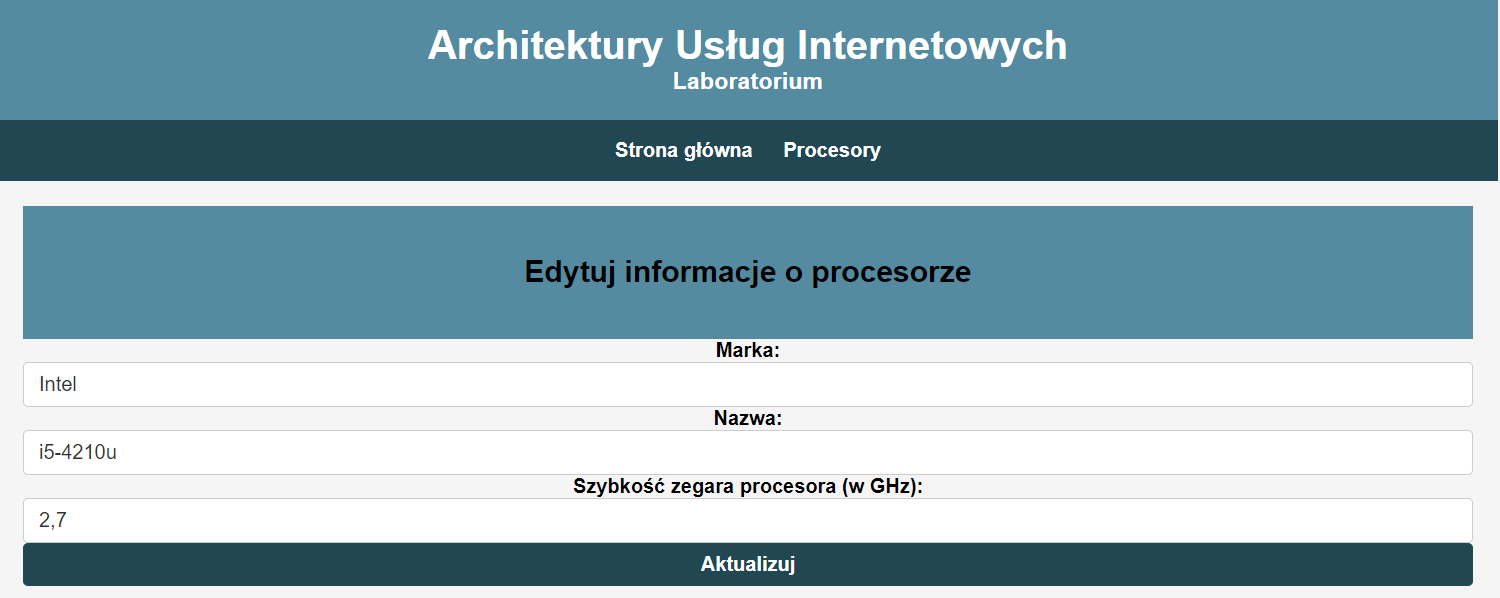 Architektury Usług Internetowych
Laboratorium
Strona główna Procesory
Edytuj informacje o procesorze
Marka:
Intel
Nazwa:
i5-4210u
Szybkość zegara procesora (w GHz):
2,7
Aktualizuj